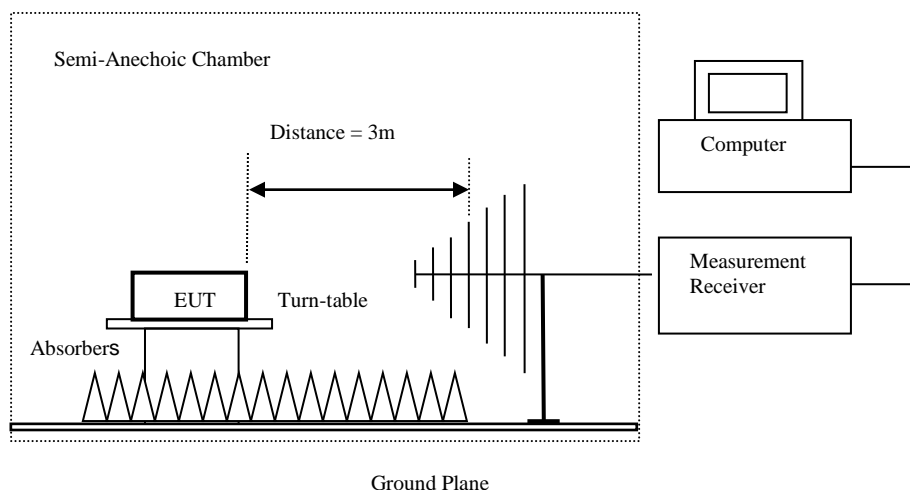 Semi-Anechoic Chamber
Distance = 3m
Computer
Measurement
Receiver
EUT
Turn-table
Absorbers
Ground Plane